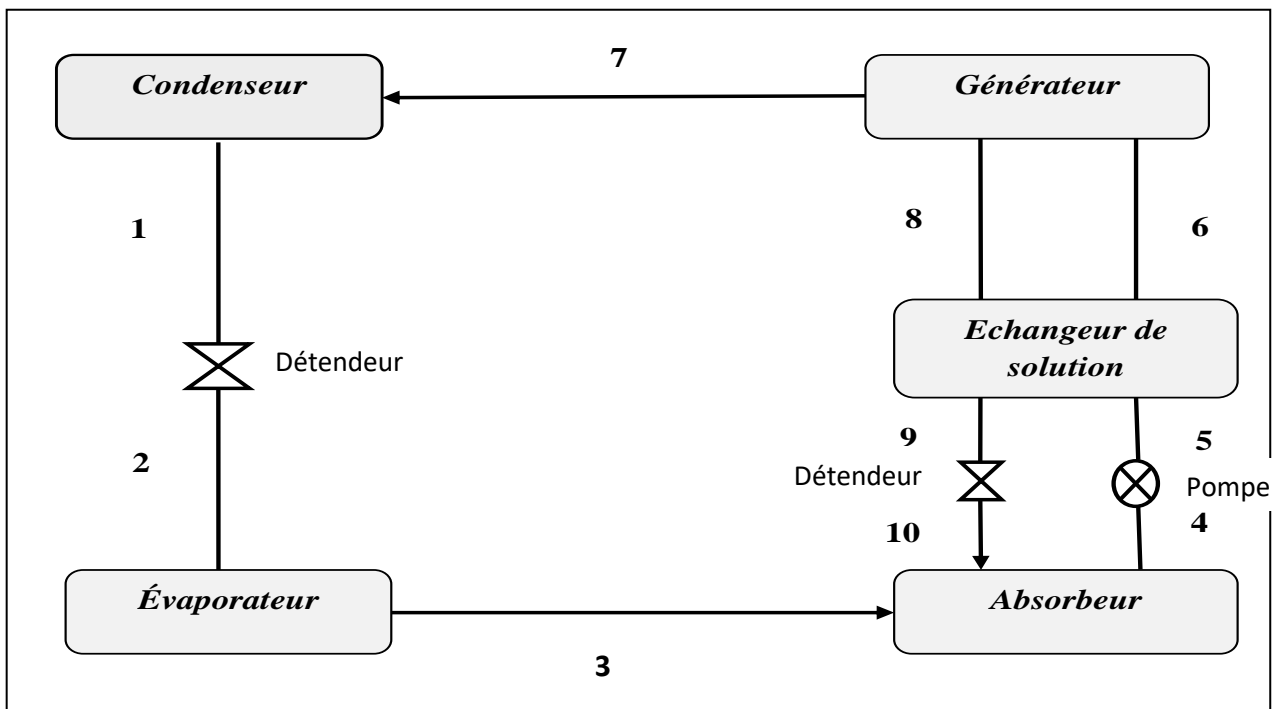 7
Condenseur
Générateur
1
8
6
Echangeur de
solution
Détendeur
9
5
2
Détendeur
Pompe
10
4
Évaporateur
Absorbeur
3